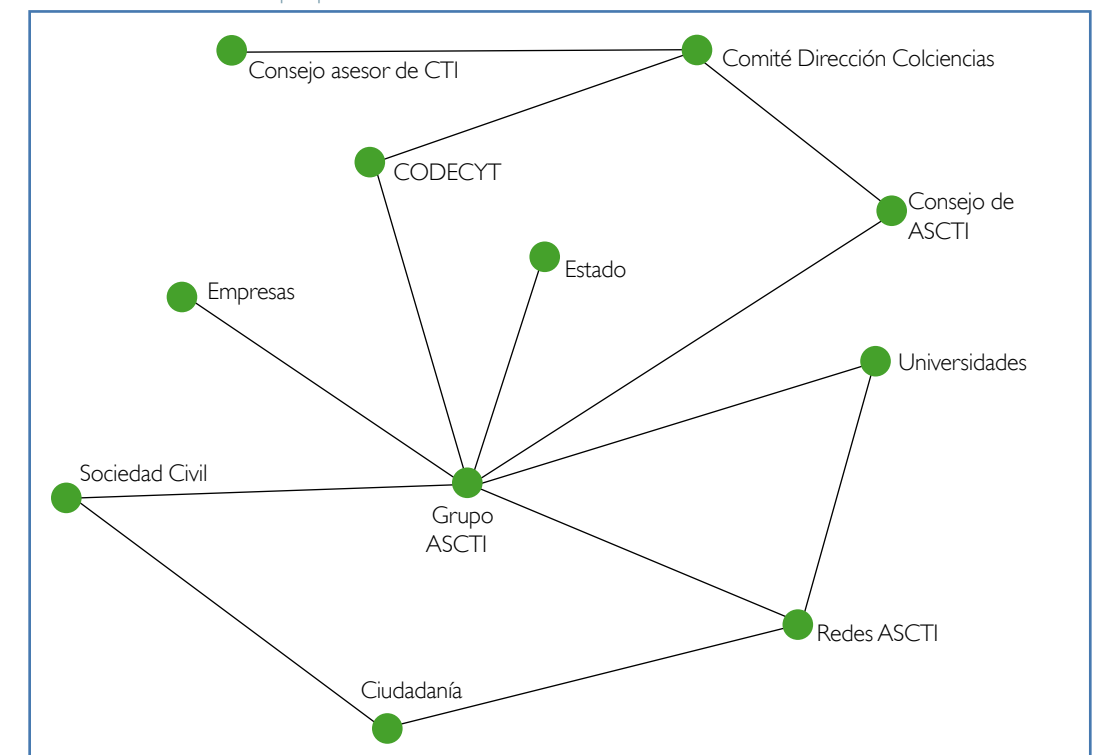 Consejo asesor de CTI
Comité Dirección Colciencias
CODECYT
Consejo de
ASCTI
Estado
Empresas
Universidades
Sociedad Civil
Grupo
ASCTI
Redes ASCTI
Ciudadanía